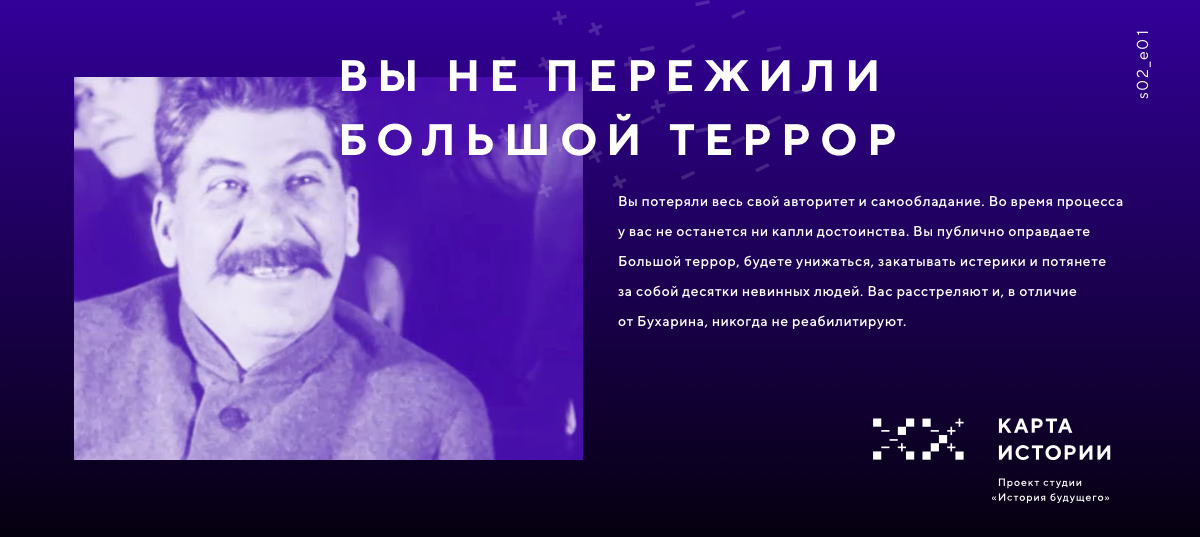 ВЫ НЕ ПЕРЕЖИЛИ
БОЛЬШОЙ ТЕРРОР
s02_e01
Вы потеряли весь свой авторитет и самообладание. Во время процесса
у вас не останется ни капли достоинства. Вы публично оправдаете
Большой террор, будете унижаться, закатывать истерики и потянете
за собой десятки невинных людей. Вас расстреляют и, в отличие
от Бухарина, никогда не реабилитируют.
КАРТА
ИСТОРИИ
Проект студии
«История будущего»